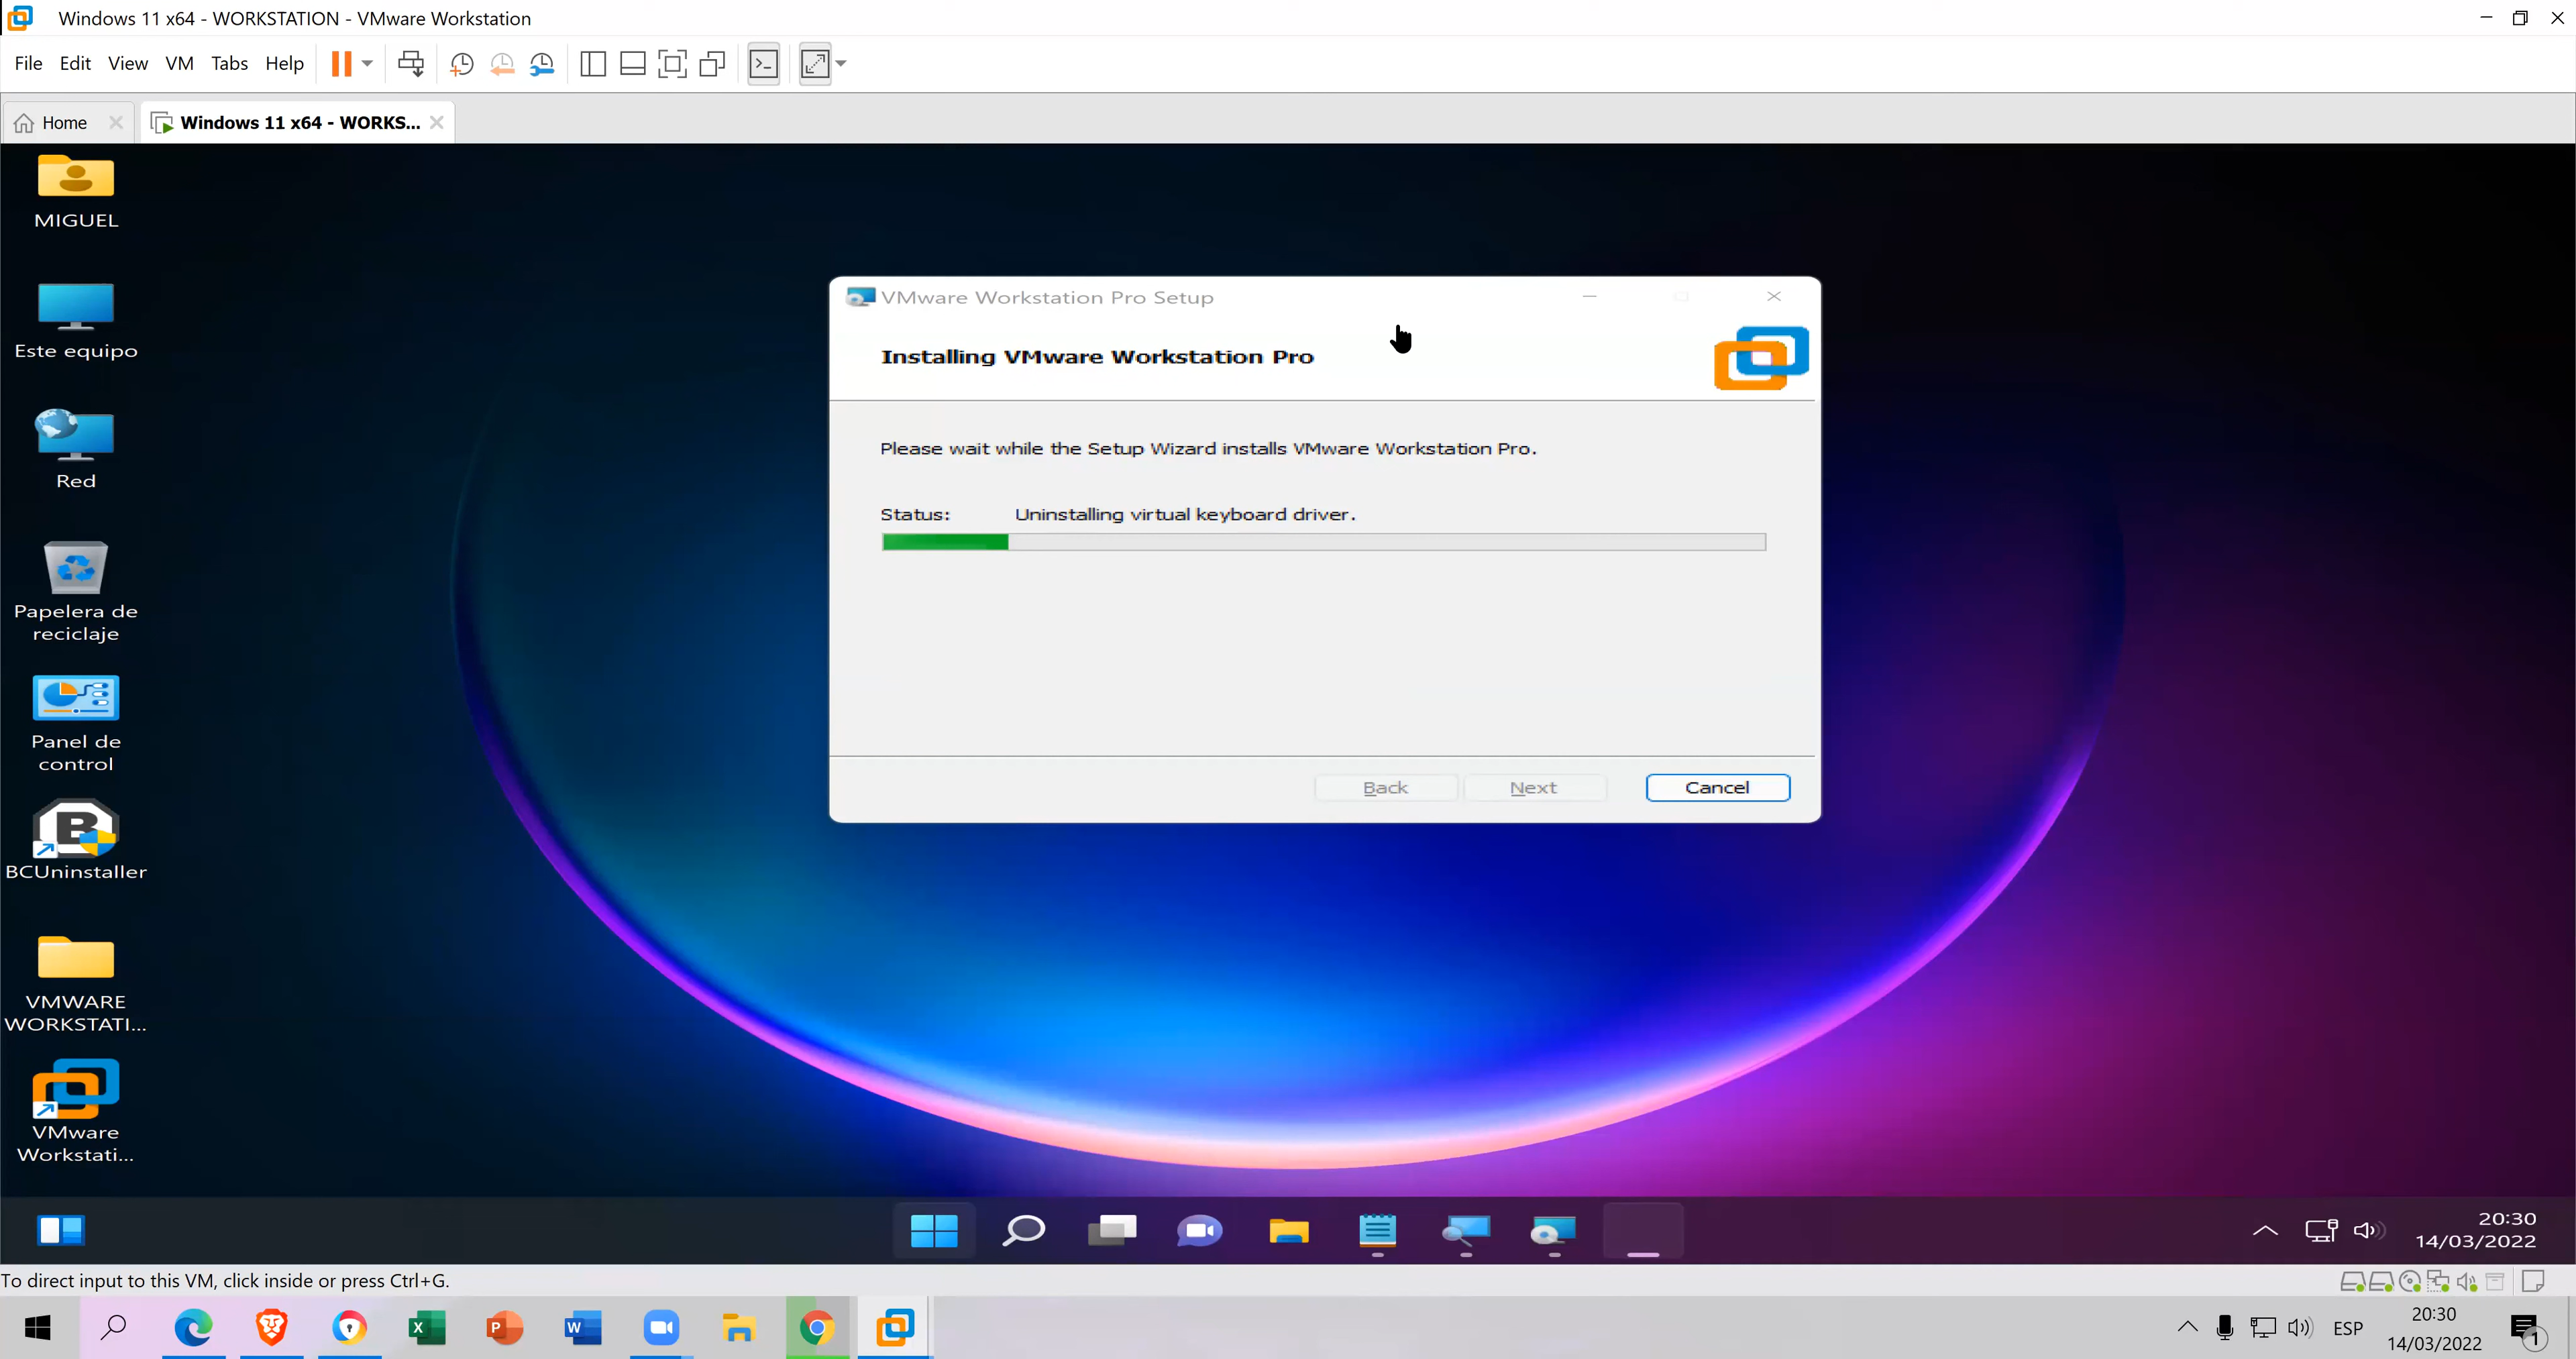 Windows 11 x64 - WORKSTATION - VMware Workstation
File Edit View VM Tabs Help
Home
Windows 11 x64 - WORKS...
MIGUEL
Este equipo
Red
Papelera de
reciclaje
Panel de
control
BCUninstaller
VMWARE
WORKSTATI...
VMware
Workstati...
VMware Workstation Pro Setup
Installing VMware Workstation Pro
Please wait while the Setup Wizard installs VMware Workstation Pro.
Status: Uninstalling virtual keyboard driver.
Back Next Cancel
20:30
14/03/2022
To direct input to this VM, click inside or press Ctrl+G.
ESP
20:30
14/03/2022
1